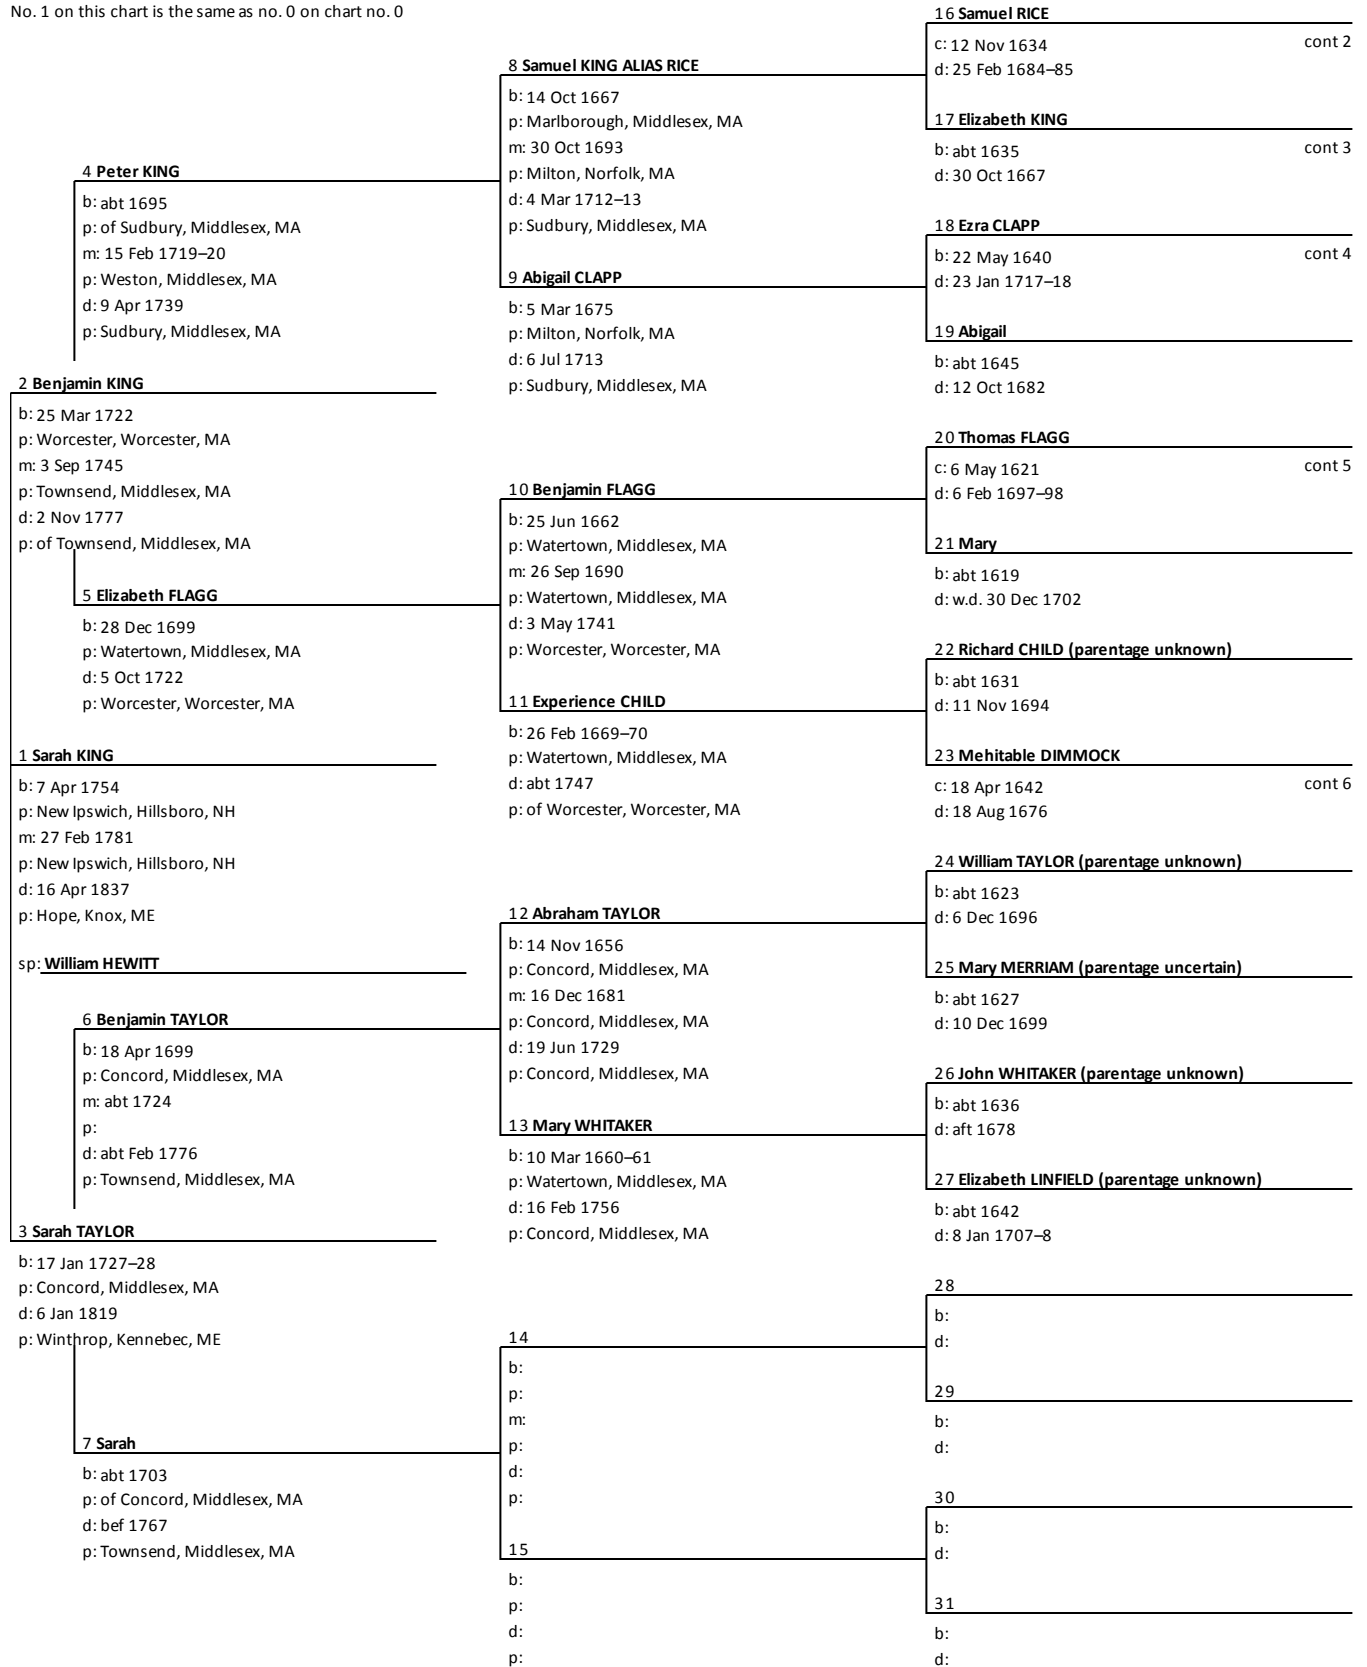 No. 1 on this chart is the same as no. 0 on chart no. 0
2 Benjamin KING
b: 25 Mar 1722
p: Worcester, Worcester, MA
m: 3 Sep 1745
p: Townsend, Middlesex, MA
d: 2 Nov 1777
p: of Townsend, Middlesex, MA
1 Sarah KING
b: 7 Apr 1754
p: New Ipswich, Hillsboro, NH
m: 27 Feb 1781
p: New Ipswich, Hillsboro, NH
d: 16 Apr 1837
p: Hope, Knox, ME
sp: William HEWITT
3 Sarah TAYLOR
b: 17 Jan 1727–28
p: Concord, Middlesex, MA
d: 6 Jan 1819
p: Winthrop, Kennebec, ME
4 Peter KING
b: abt 1695
p: of Sudbury, Middlesex, MA
m: 15 Feb 1719–20
p: Weston, Middlesex, MA
d: 9 Apr 1739
p: Sudbury, Middlesex, MA
5 Elizabeth FLAGG
b: 28 Dec 1699
p: Watertown, Middlesex, MA
d: 5 Oct 1722
p: Worcester, Worcester, MA
6 Benjamin TAYLOR
b: 18 Apr 1699
p: Concord, Middlesex, MA
m: abt 1724
p:
d: abt Feb 1776
p: Townsend, Middlesex, MA
7 Sarah
b: abt 1703
p: of Concord, Middlesex, MA
d: bef 1767
p: Townsend, Middlesex, MA
8 Samuel KING ALIAS RICE
b: 14 Oct 1667
p: Marlborough, Middlesex, MA
m: 30 Oct 1693
p: Milton, Norfolk, MA
d: 4 Mar 1712–13
p: Sudbury, Middlesex, MA
9 Abigail CLAPP
b: 5 Mar 1675
p: Milton, Norfolk, MA
d: 6 Jul 1713
p: Sudbury, Middlesex, MA
10 Benjamin FLAGG
b: 25 Jun 1662
p: Watertown, Middlesex, MA
m: 26 Sep 1690
p: Watertown, Middlesex, MA
d: 3 May 1741
p: Worcester, Worcester, MA
11 Experience CHILD
b: 26 Feb 1669–70
p: Watertown, Middlesex, MA
d: abt 1747
p: of Worcester, Worcester, MA
12 Abraham TAYLOR
b: 14 Nov 1656
p: Concord, Middlesex, MA
m: 16 Dec 1681
p: Concord, Middlesex, MA
d: 19 Jun 1729
p: Concord, Middlesex, MA
13 Mary WHITAKER
b: 10 Mar 1660–61
p: Watertown, Middlesex, MA
d: 16 Feb 1756
p: Concord, Middlesex, MA
14
b:
p:
m:
p:
d:
p:
15
b:
p:
d:
p:
16 Samuel RICE
c: 12 Nov 1634 cont 2
d: 25 Feb 1684–85
17 Elizabeth KING
b: abt 1635 cont 3
d: 30 Oct 1667
18 Ezra CLAPP
b: 22 May 1640 cont 4
d: 23 Jan 1717–18
19 Abigail
b: abt 1645
d: 12 Oct 1682
20 Thomas FLAGG
c: 6 May 1621 cont 5
d: 6 Feb 1697–98
21 Mary
b: abt 1619
d: w.d. 30 Dec 1702
22 Richard CHILD (parentage unknown)
b: abt 1631
d: 11 Nov 1694
23 Mehitable DIMMOCK
c: 18 Apr 1642 cont 6
d: 18 Aug 1676
24 William TAYLOR (parentage unknown)
b: abt 1623
d: 6 Dec 1696
25 Mary MERRIAM (parentage uncertain)
b: abt 1627
d: 10 Dec 1699
26 John WHITAKER (parentage unknown)
b: abt 1636
d: aft 1678
27 Elizabeth LINFIELD (parentage unknown)
b: abt 1642
d: 8 Jan 1707–8
28
b:
d:
29
b:
d:
30
b:
d:
31
b:
d: